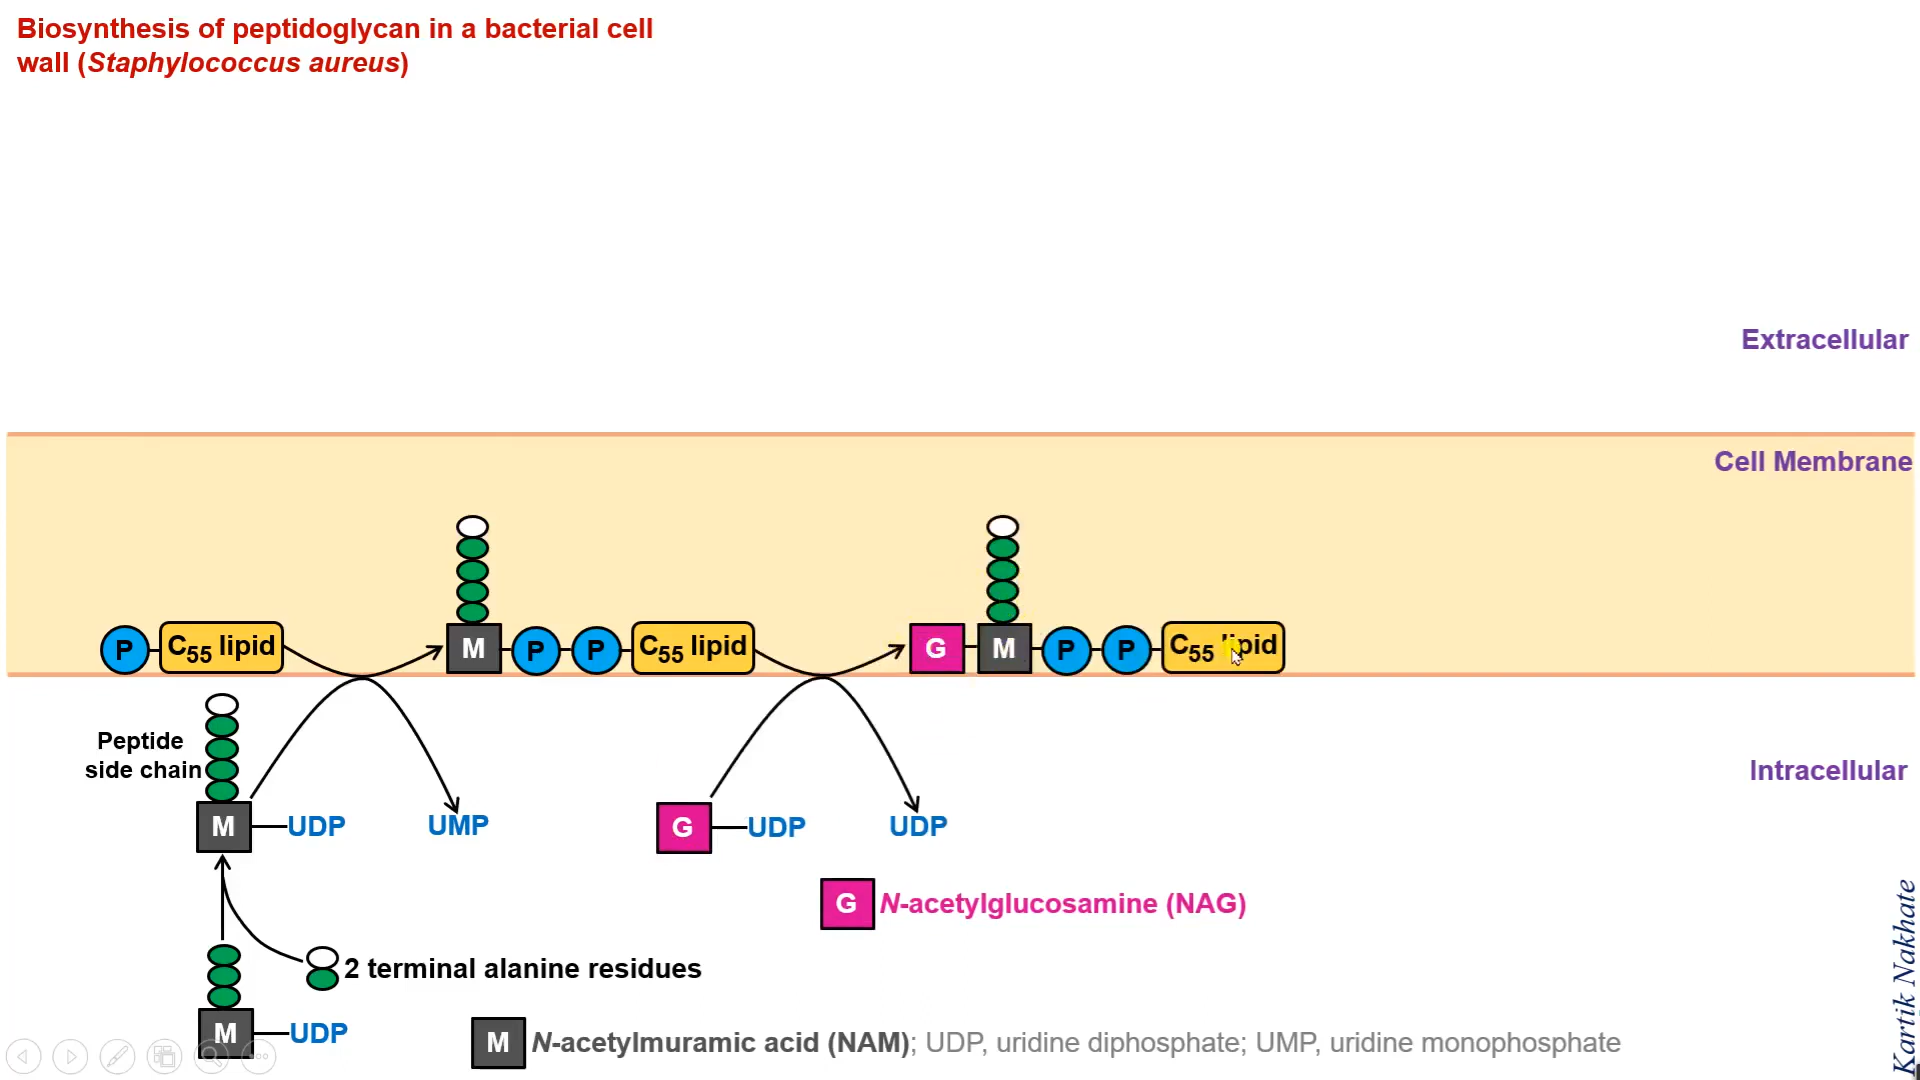 Biosynthesis of peptidoglycan in a bacterial cell
wall (Staphylococcus aureus)
Extracellular
Cell Membrane
P C55 lipid
M P P C55 lipid
G M P P C55 lipid
Peptide
side chain
Intracellular
M UDP
UMP
G UDP
UDP
G N-acetylglucosamine (NAG)
2 terminal alanine residues
M UDP
M N-acetylmuramic acid (NAM); UDP, uridine diphosphate; UMP, uridine monophosphate
Kartik Nakhate